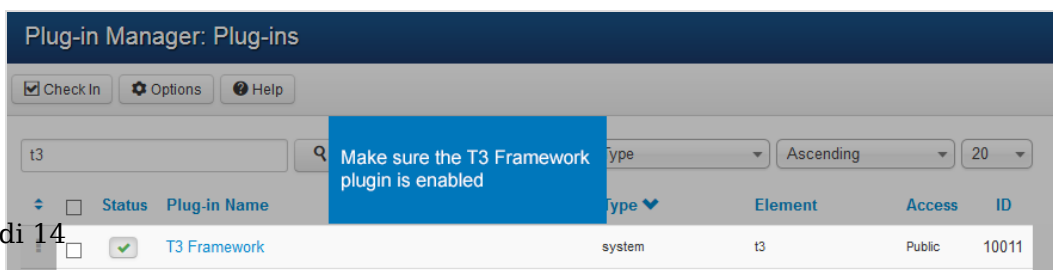 Plug-in Manager: Plug-ins
Check In Options Help
t3 Type Ascending 20
Make sure the T3 Framework
plugin is enabled
Status Plug-in Name Type Element Access ID
di 14
T3 Framework system t3 Public 10011